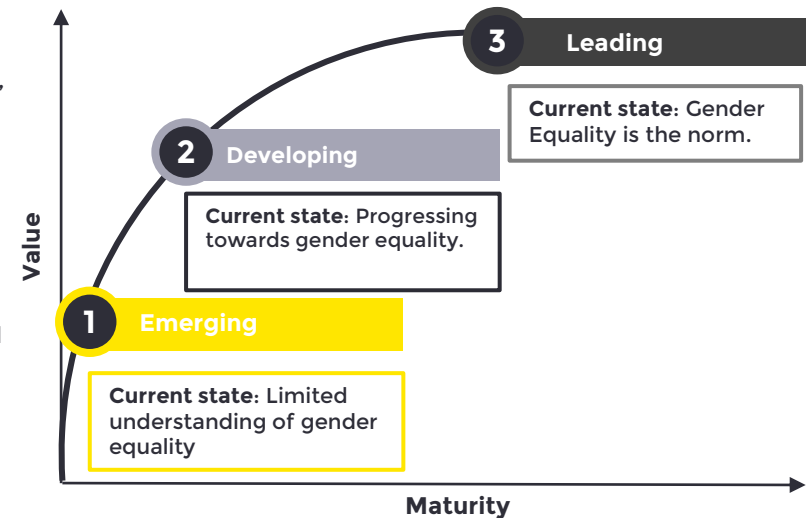 3 Leading
Current state: Gender
Equality is the norm.
2 Developing
Current state: Progressing
towards gender equality.
Value
1 Emerging
Current state: Limited
understanding of gender
equality
Maturity